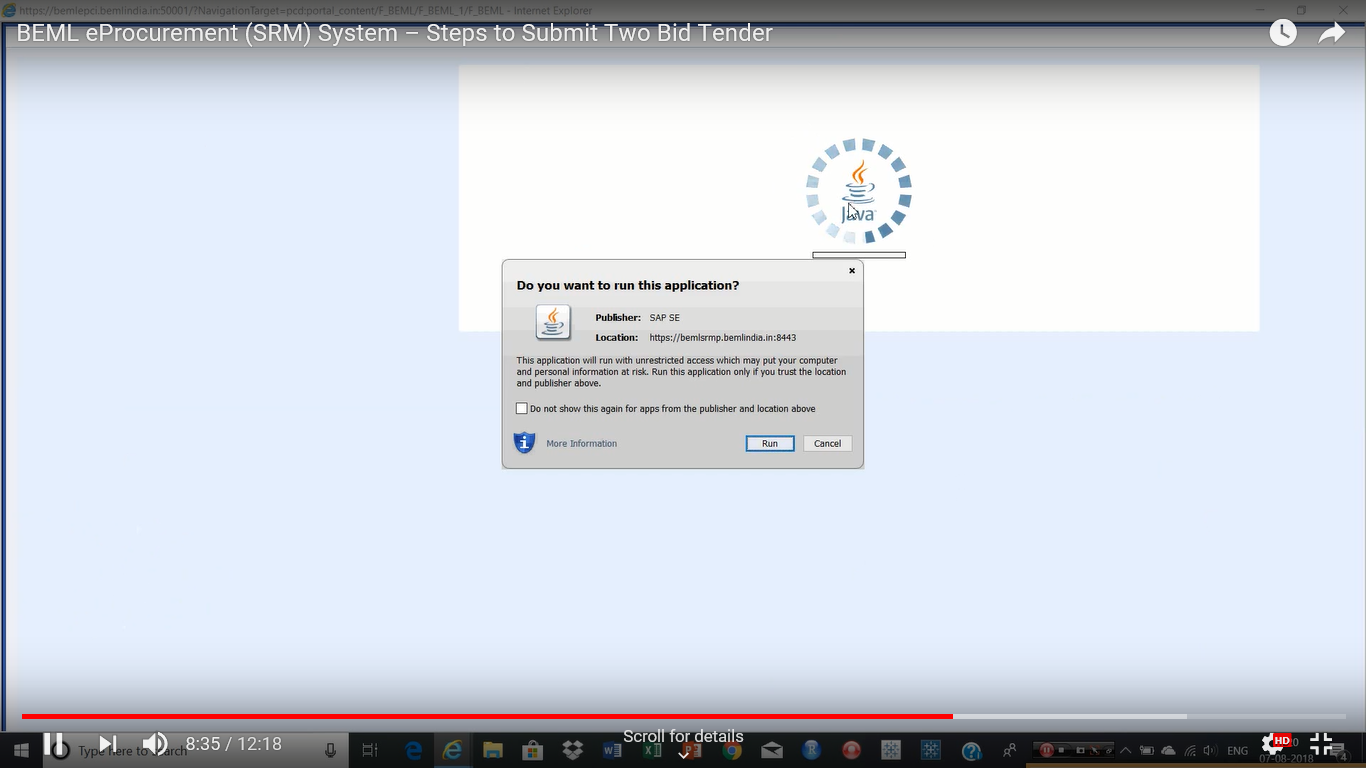 https://bemlepci.bemlindia.in:50001/?NavigationTarget=pcd:portal_content/F_BEML/F_BEML_1/F_BEML - Internet Explorer
BEML eProcurement (SRM) System – Steps to Submit Two Bid Tender
Java
Do you want to run this application?
Publisher: SAP SE
Location: https://bemlsrmp.bemlindia.in:8443
This application will run with unrestricted access which may put your computer
and personal information at risk. Run this application only if you trust the location
and publisher above.
Do not show this again for apps from the publisher and location above
More Information
Run
Cancel
Scroll for details
8:35 / 12:18
Type here to search
ENG
HD
07-08-2018
4